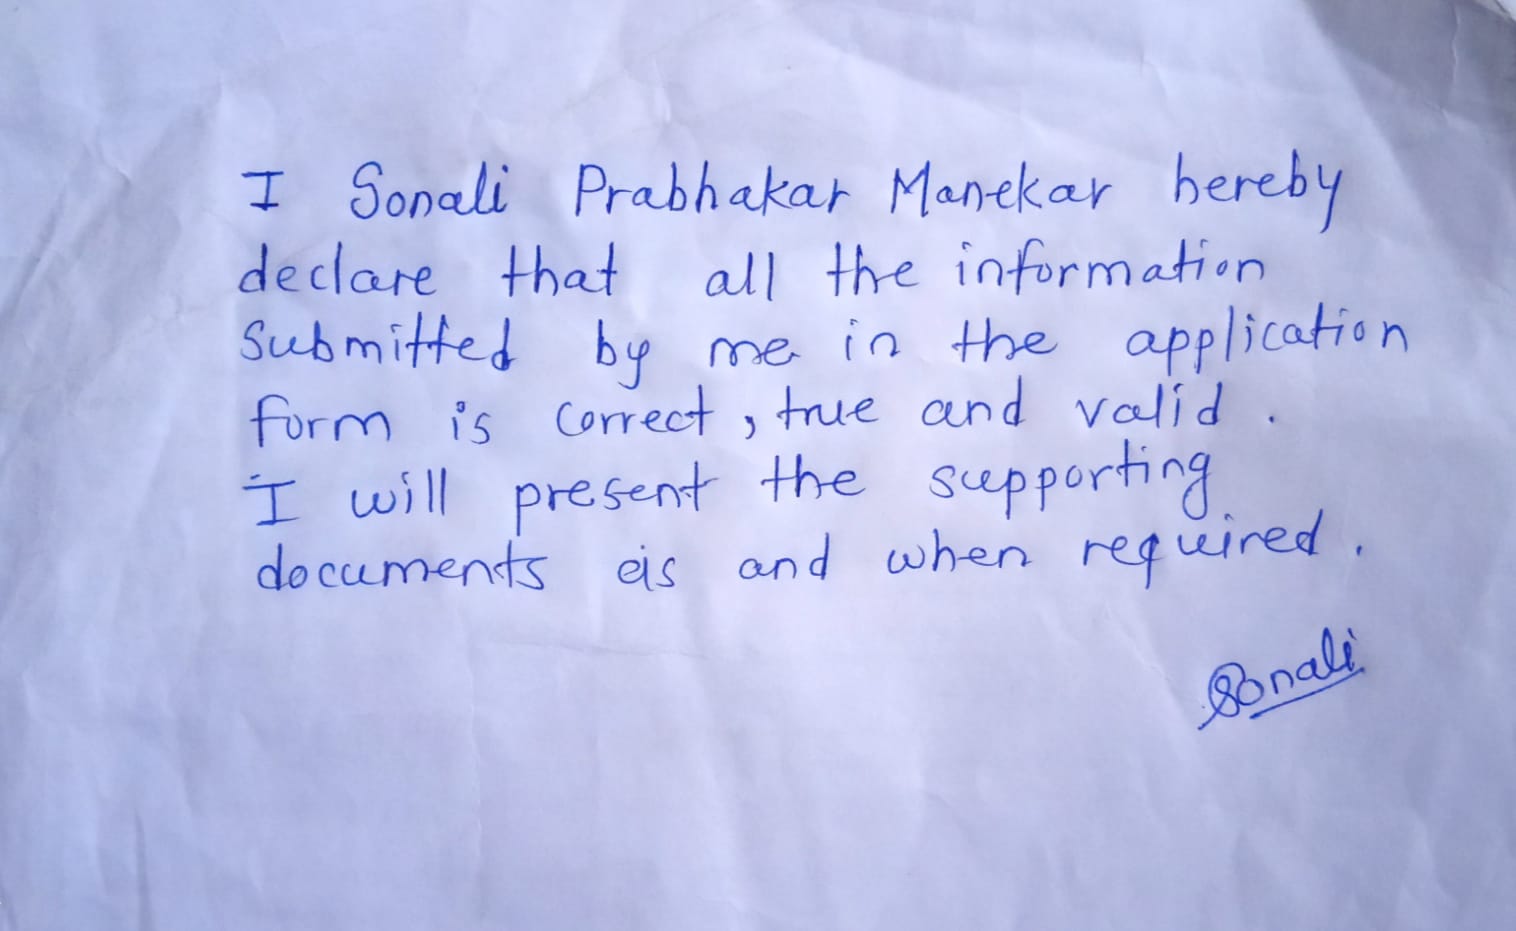 I Sonali Prabhakar Manekar hereby
declare that all the information
Submitted by me in the application
form is correct, true and valid.
I will present the supporting
documents as and when required.
Sonali